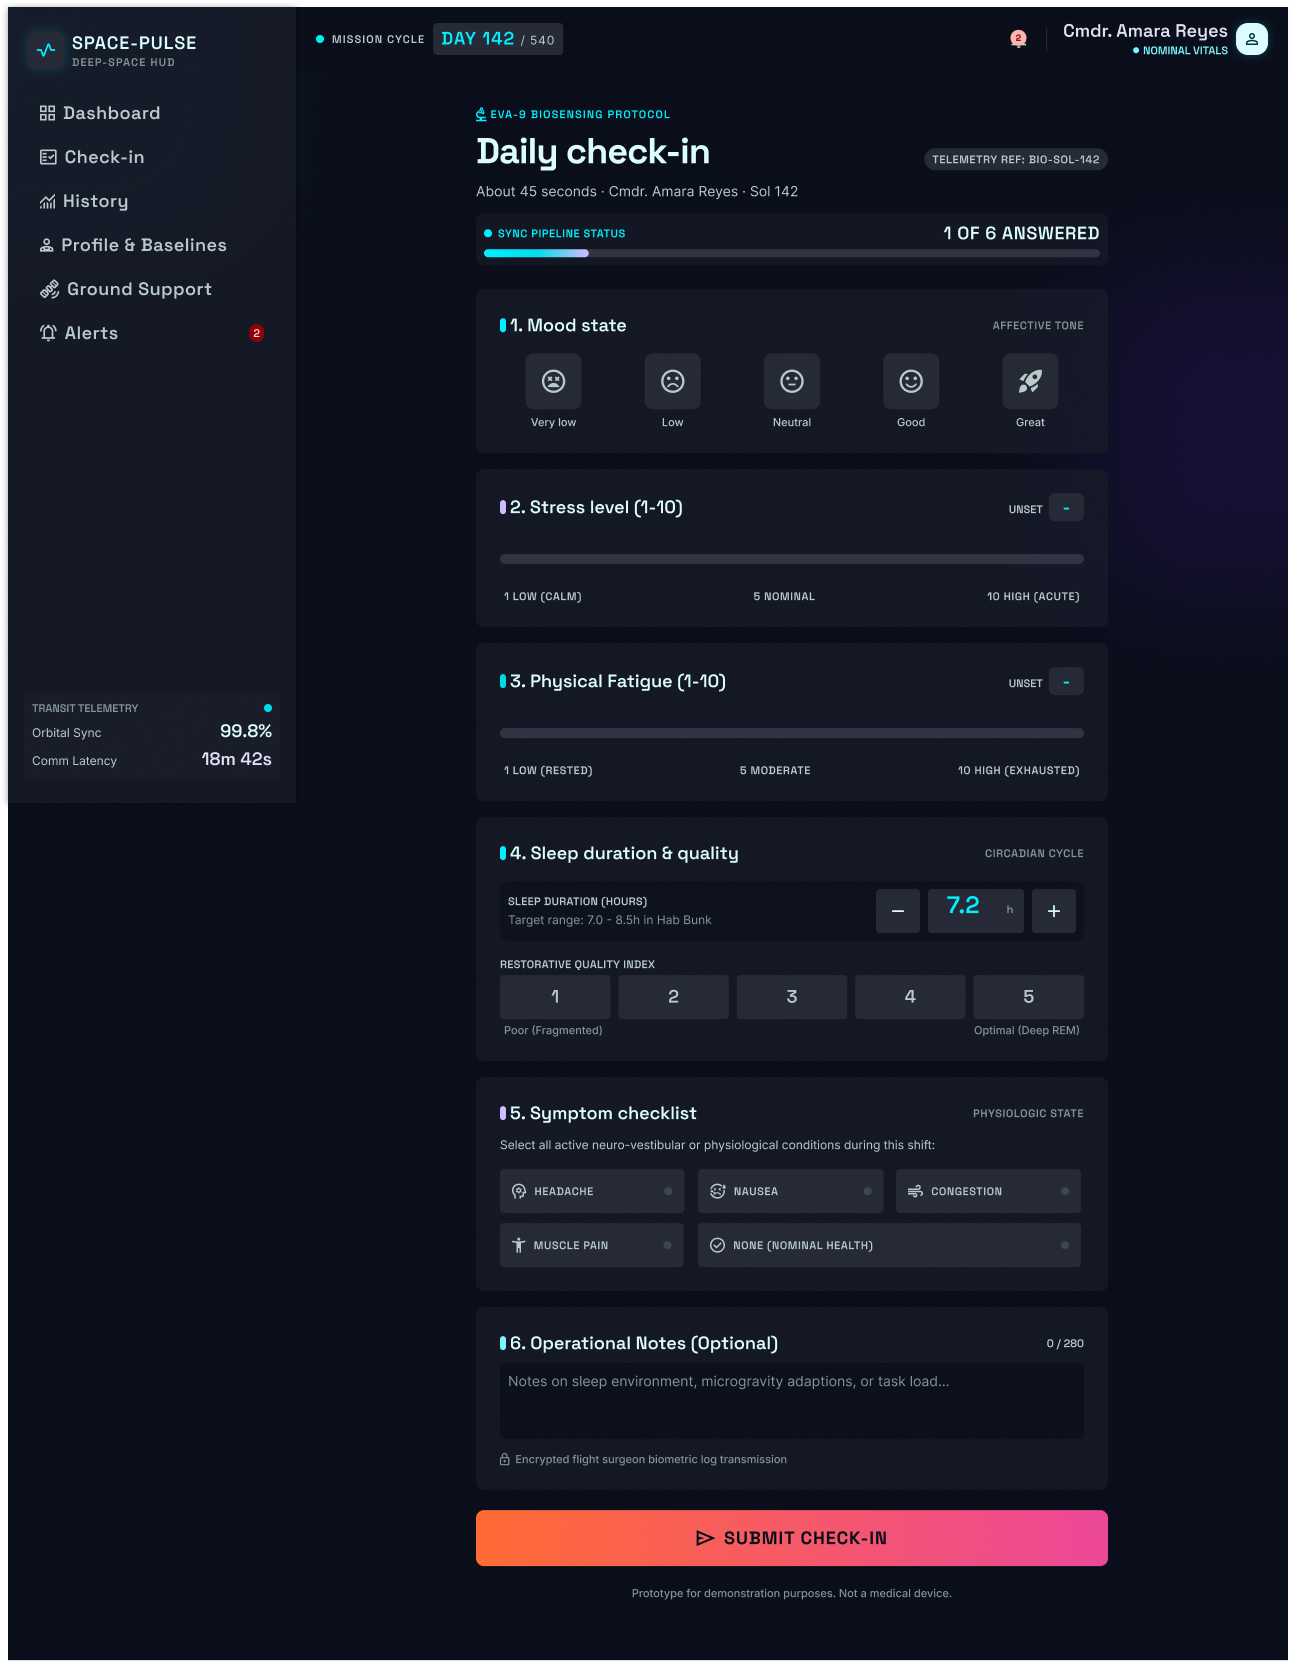 SPACE-PULSE
DEEP-SPACE HUD
Dashboard
Check-in
History
Profile & Baselines
Ground Support
Alerts 2
TRANSIT TELEMETRY
Orbital Sync 99.8%
Comm Latency 18m 42s
MISSION CYCLE DAY 142 / 540
2
Cmdr. Amara Reyes
NOMINAL VITALS
EVA-9 BIOSENSING PROTOCOL
Daily check-in
TELEMETRY REF: BIO-SOL-142
About 45 seconds · Cmdr. Amara Reyes · Sol 142
SYNC PIPELINE STATUS 1 OF 6 ANSWERED
1. Mood state AFFECTIVE TONE
Very low Low Neutral Good Great
2. Stress level (1-10) UNSET -
1 LOW (CALM) 5 NOMINAL 10 HIGH (ACUTE)
3. Physical Fatigue (1-10) UNSET -
1 LOW (RESTED) 5 MODERATE 10 HIGH (EXHAUSTED)
4. Sleep duration & quality CIRCADIAN CYCLE
SLEEP DURATION (HOURS)
Target range: 7.0 - 8.5h in Hab Bunk
− 7.2 h +
RESTORATIVE QUALITY INDEX
1 2 3 4 5
Poor (Fragmented) Optimal (Deep REM)
5. Symptom checklist PHYSIOLOGIC STATE
Select all active neuro-vestibular or physiological conditions during this shift:
HEADACHE NAUSEA CONGESTION
MUSCLE PAIN NONE (NOMINAL HEALTH)
6. Operational Notes (Optional) 0 / 280
Notes on sleep environment, microgravity adaptions, or task load...
Encrypted flight surgeon biometric log transmission
SUBMIT CHECK-IN
Prototype for demonstration purposes. Not a medical device.